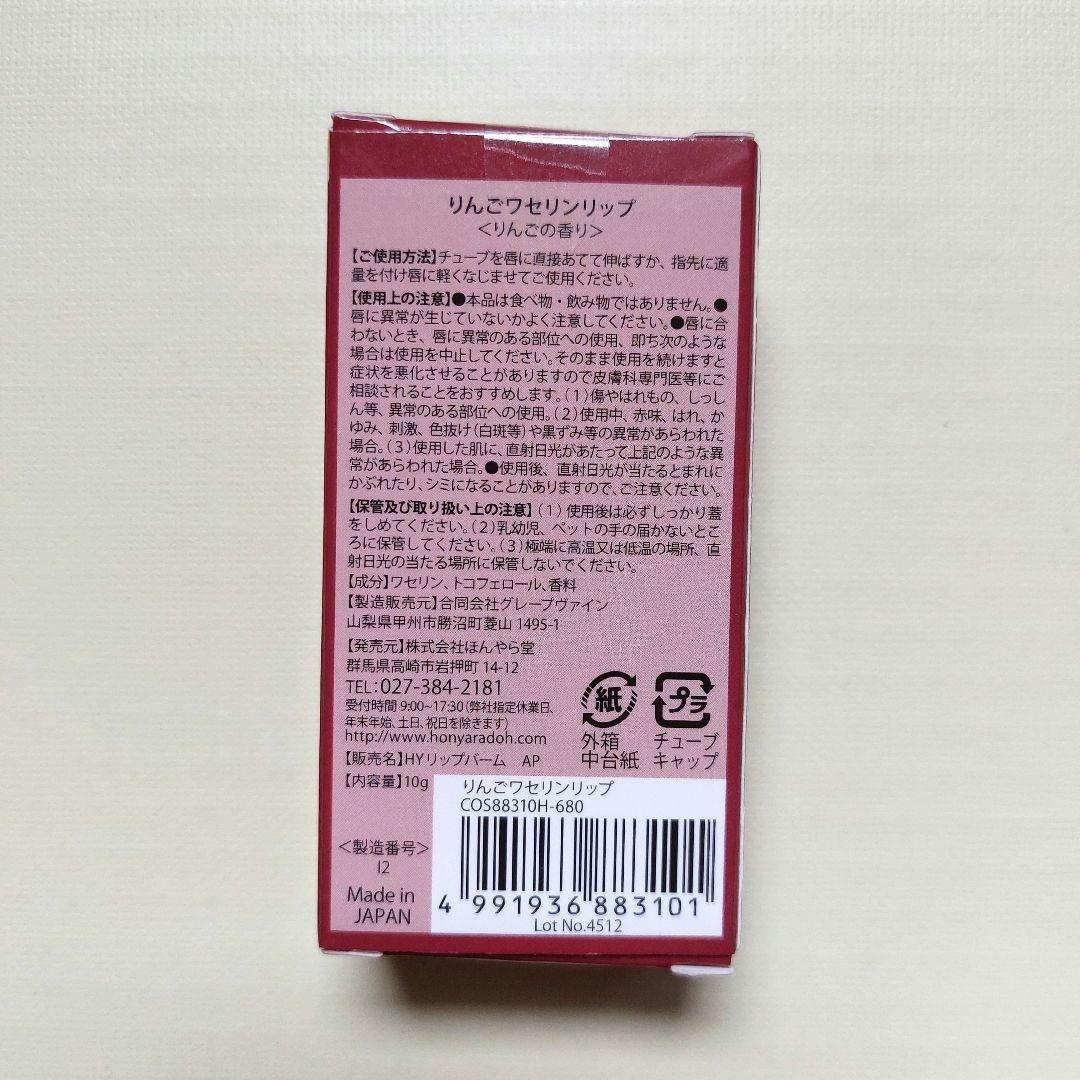 りんごワセリンリップ
＜りんごの香り＞
【ご使用方法】チューブを唇に直接あてて伸ばすか、指先に適
量を付け唇に軽くなじませてご使用ください。
【使用上の注意】●本品は食べ物・飲み物ではありません。●
唇に異常が生じていないかよく注意してください。●唇に合
わないとき、唇に異常のある部位への使用、即ち次のような
場合は使用を中止してください。そのまま使用を続けますと
症状を悪化させることがありますので皮膚科専門医等にご
相談されることをおすすめします。（1）傷やはれもの、しっし
ん等、異常のある部位への使用。（2）使用中、赤味、はれ、か
ゆみ、刺激、色抜け（白斑等）や黒ずみ等の異常があらわれた
場合。（3）使用した肌に、直射日光があたって上記のような異
常があらわれた場合。●使用後、直射日光が当たるとまれに
かぶれたり、シミになることがありますので、ご注意ください。
【保管及び取り扱い上の注意】（1）使用後は必ずしっかり蓋
をしめてください。（2）乳幼児、ペットの手の届かないとこ
ろに保管してください。（3）極端に高温又は低温の場所、直
射日光の当たる場所に保管しないでください。
【成分】ワセリン、トコフェロール、香料
【製造販売元】合同会社グレープヴァイン
山梨県甲州市勝沼町菱山 1495-1
【発売元】株式会社ほんやら堂
群馬県高崎市岩押町 14-12
TEL：027-384-2181
受付時間 9:00~17:30（弊社指定休業日、
年末年始、土日、祝日を除きます）
http://www.honyaradoh.com
【販売名】HYリップバーム　AP
【内容量】10g
紙
外箱
中台紙
プラ
チューブ
キャップ
りんごワセリンリップ
COS88310H-680
4 991936 883101
Lot No.4512
＜製造番号＞
I2
Made in
JAPAN